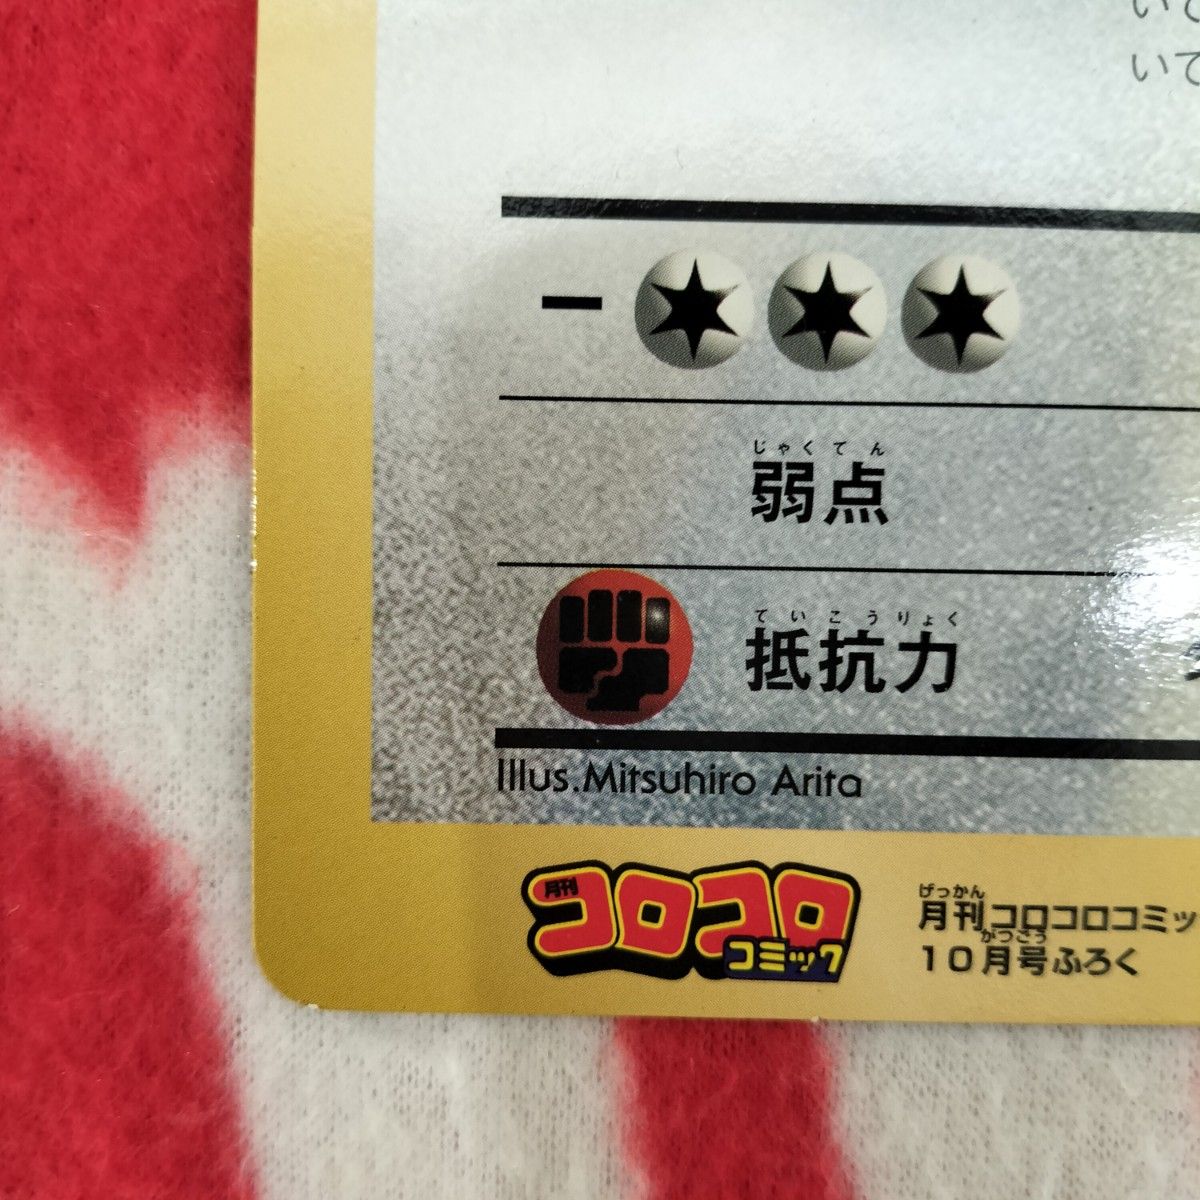 いて
じゃくてん
弱点
ていこうりょく
抵抗力
Illus.Mitsuhiro Arita
月刊
コロコロ
コミック
げっかん
月刊コロコロコミッ
がつごう
10月号ふろく